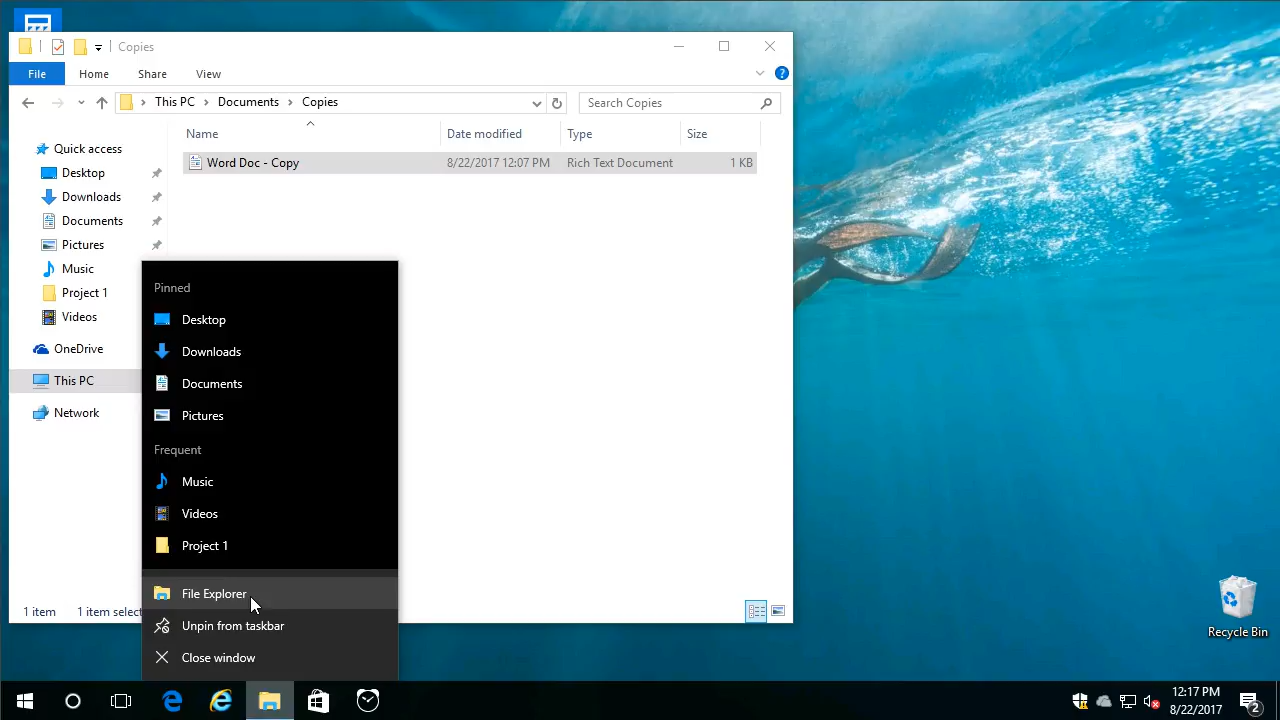 Copies
File Home Share View
This PC Documents Copies
Search Copies
Name Date modified Type Size
Word Doc - Copy 8/22/2017 12:07 PM Rich Text Document 1 KB
Quick access
Desktop
Downloads
Documents
Pictures
Music
Project 1
Videos
OneDrive
This PC
Network
Pinned
Desktop
Downloads
Documents
Pictures
Frequent
Music
Videos
Project 1
File Explorer
Unpin from taskbar
Close window
1 item 1 item select
Recycle Bin
12:17 PM
8/22/2017
2